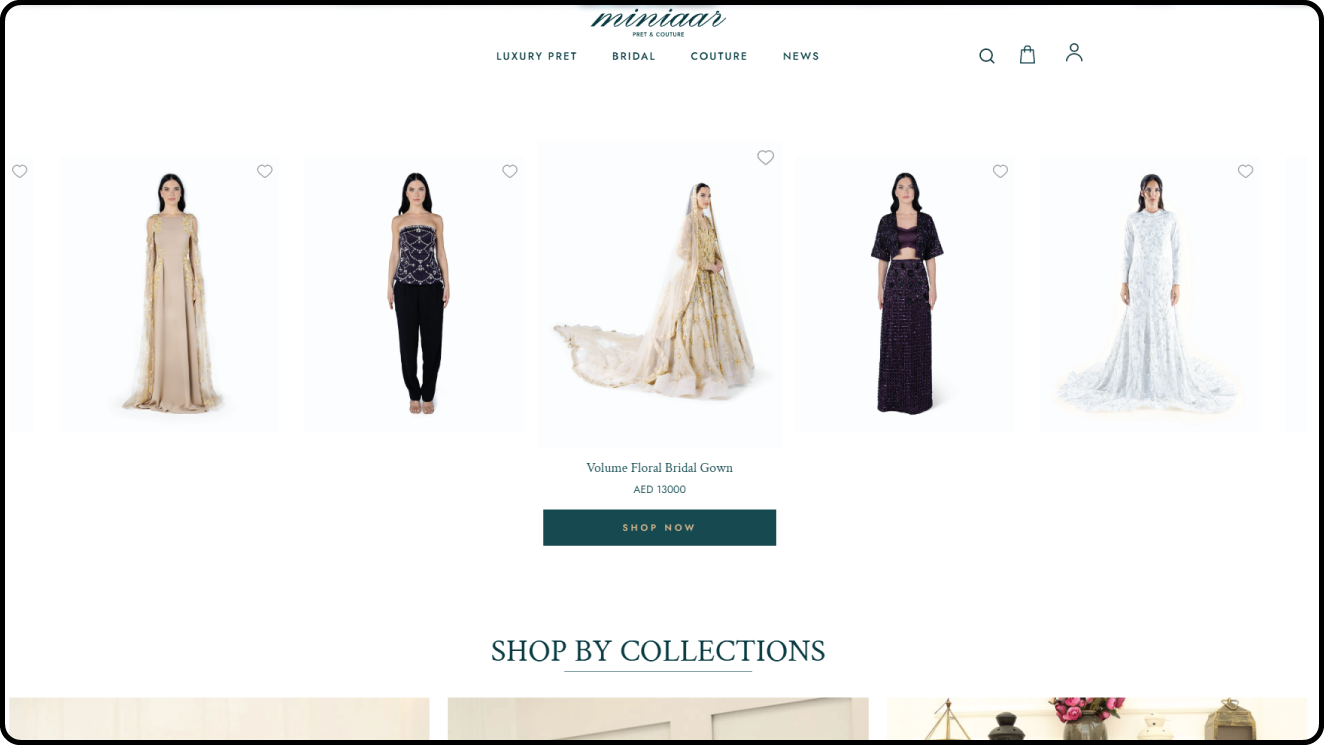 miniaar
PRET & COUTURE
LUXURY PRET BRIDAL COUTURE NEWS
Volume Floral Bridal Gown
AED 13000
SHOP NOW
SHOP BY COLLECTIONS